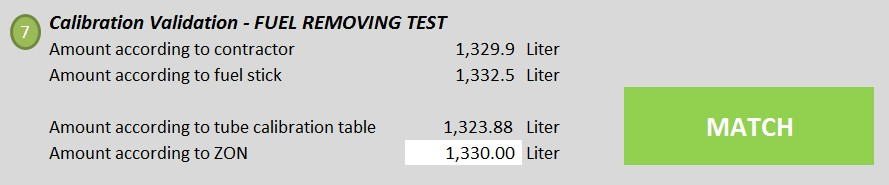 7 Calibration Validation - FUEL REMOVING TEST
Amount according to contractor 1,329.9 Liter
Amount according to fuel stick 1,332.5 Liter
Amount according to tube calibration table 1,323.88 Liter
MATCH
Amount according to ZON 1,330.00 Liter